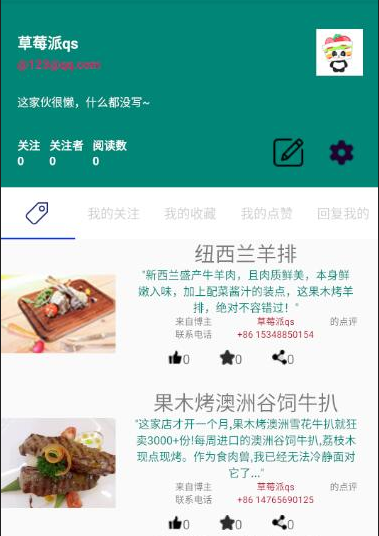 草莓派qs
这家伙很懒，什么都没写~
关注 关注者 阅读数
0 0 0
我的关注 我的收藏 我的点赞 回复我的
纽西兰羊排
"新西兰盛产牛羊肉，且肉质鲜美，本身鲜
嫩入味，加上配菜酱汁的装点，这果木烤羊
排，绝对不容错过！"
来自博主 草莓派qs 的点评
联系电话 +86 15348850154
0 0 0
果木烤澳洲谷饲牛扒
"这家店才开一个月,果木烤澳洲雪花牛扒就狂
卖3000+份!每周进口的澳洲谷饲牛扒,荔枝木
现点现烤。作为食肉兽,我已经无法冷静面对
它了..."
来自博主 草莓派qs 的点评
联系电话 +86 14765690125
0 0 0